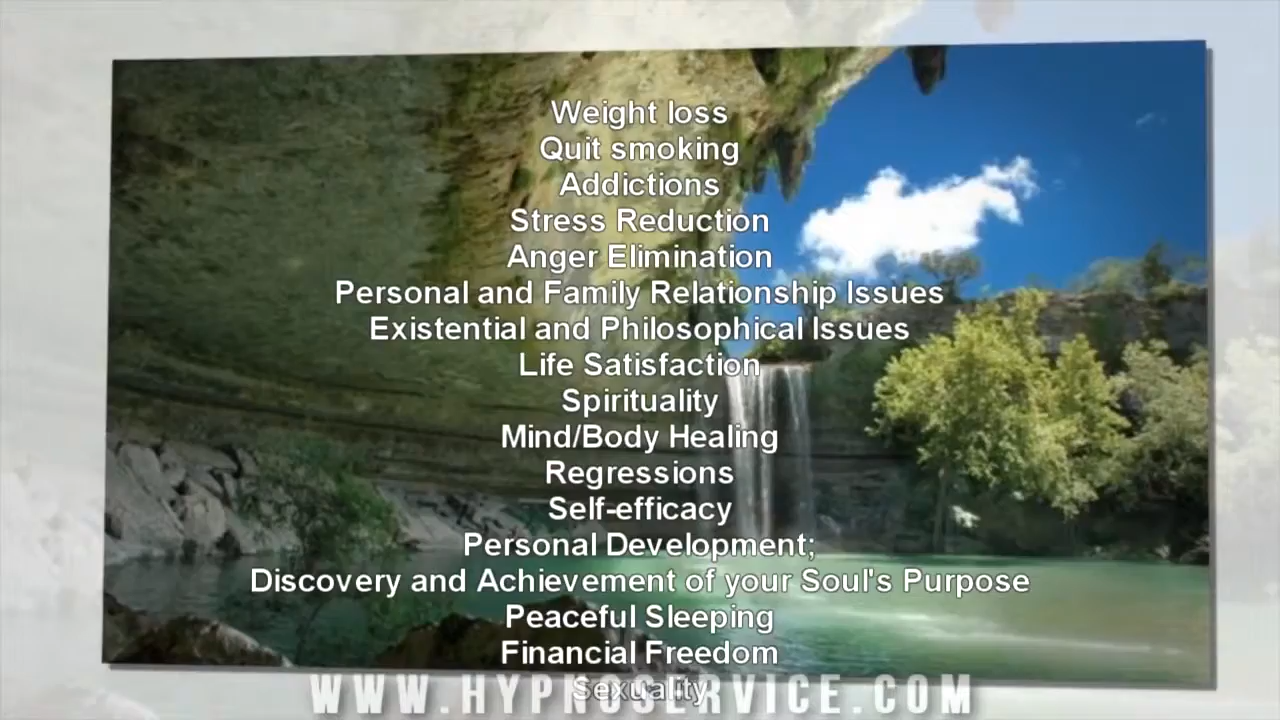 Weight loss
Quit smoking
Addictions
Stress Reduction
Anger Elimination
Personal and Family Relationship Issues
Existential and Philosophical Issues
Life Satisfaction
Spirituality
Mind/Body Healing
Regressions
Self-efficacy
Personal Development;
Discovery and Achievement of your Soul's Purpose
Peaceful Sleeping
Financial Freedom
Sexuality
WWW.HYPNOSERVICE.COM